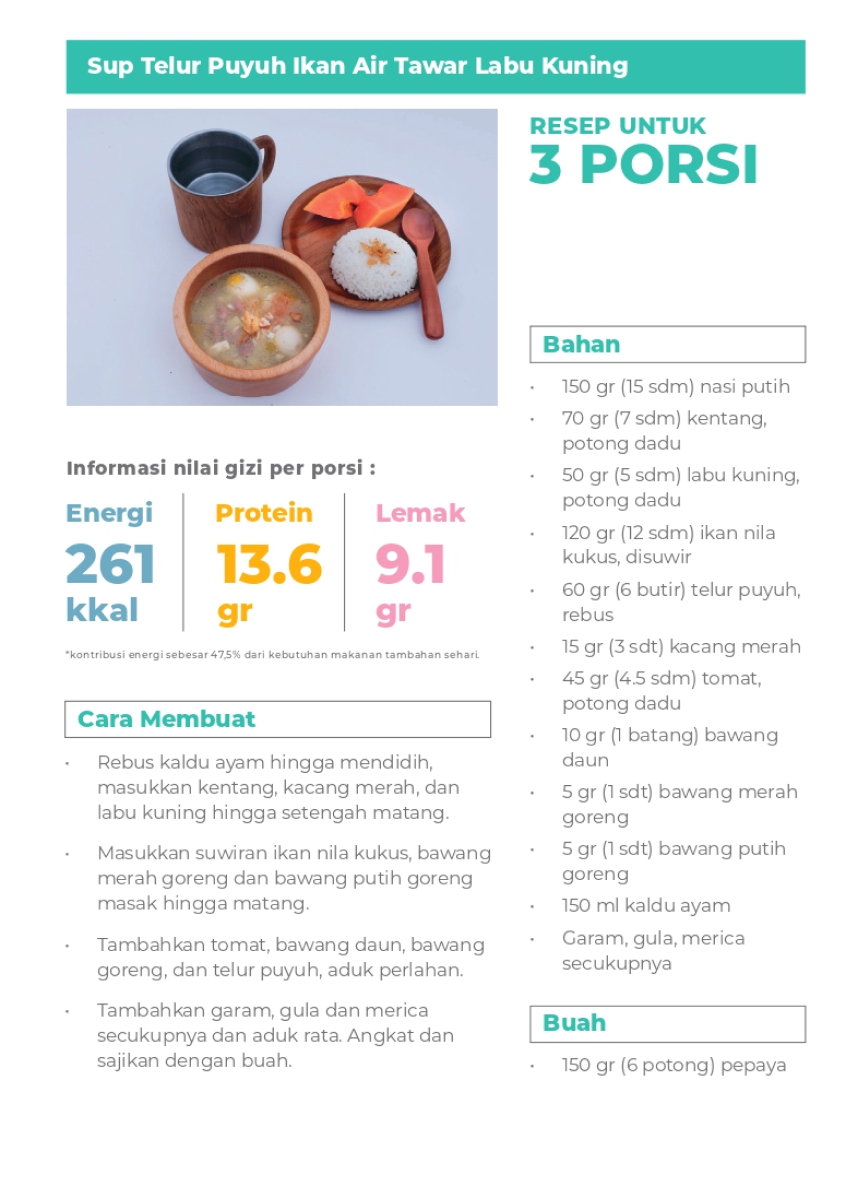 Sup Telur Puyuh Ikan Air Tawar Labu Kuning
RESEP UNTUK
3 PORSI
Informasi nilai gizi per porsi :
Energi
261
kkal
Protein
13.6
gr
Lemak
9.1
gr
*kontribusi energi sebesar 47,5% dari kebutuhan makanan tambahan sehari.
Cara Membuat
• Rebus kaldu ayam hingga mendidih,
masukkan kentang, kacang merah, dan
labu kuning hingga setengah matang.
• Masukkan suwiran ikan nila kukus, bawang
merah goreng dan bawang putih goreng
masak hingga matang.
• Tambahkan tomat, bawang daun, bawang
goreng, dan telur puyuh, aduk perlahan.
• Tambahkan garam, gula dan merica
secukupnya dan aduk rata. Angkat dan
sajikan dengan buah.
Bahan
• 150 gr (15 sdm) nasi putih
• 70 gr (7 sdm) kentang,
potong dadu
• 50 gr (5 sdm) labu kuning,
potong dadu
• 120 gr (12 sdm) ikan nila
kukus, disuwir
• 60 gr (6 butir) telur puyuh,
rebus
• 15 gr (3 sdt) kacang merah
• 45 gr (4.5 sdm) tomat,
potong dadu
• 10 gr (1 batang) bawang
daun
• 5 gr (1 sdt) bawang merah
goreng
• 5 gr (1 sdt) bawang putih
goreng
• 150 ml kaldu ayam
• Garam, gula, merica
secukupnya
Buah
• 150 gr (6 potong) pepaya